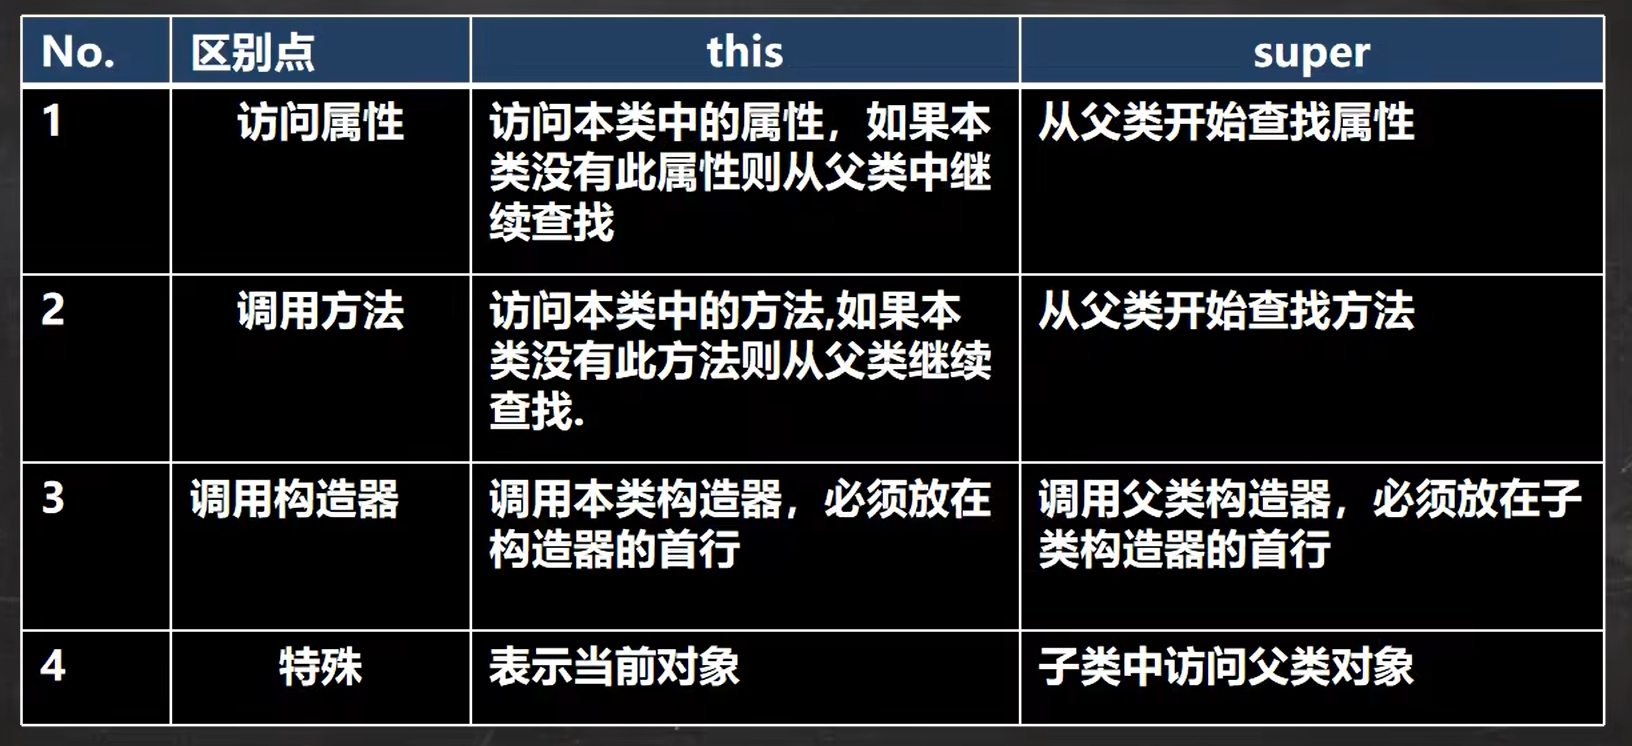 No. 区别点 this super
1 访问属性 访问本类中的属性，如果本 从父类开始查找属性
类没有此属性则从父类中继
续查找
2 调用方法 访问本类中的方法,如果本 从父类开始查找方法
类没有此方法则从父类继续
查找.
3 调用构造器 调用本类构造器，必须放在 调用父类构造器，必须放在子
构造器的首行 类构造器的首行
4 特殊 表示当前对象 子类中访问父类对象